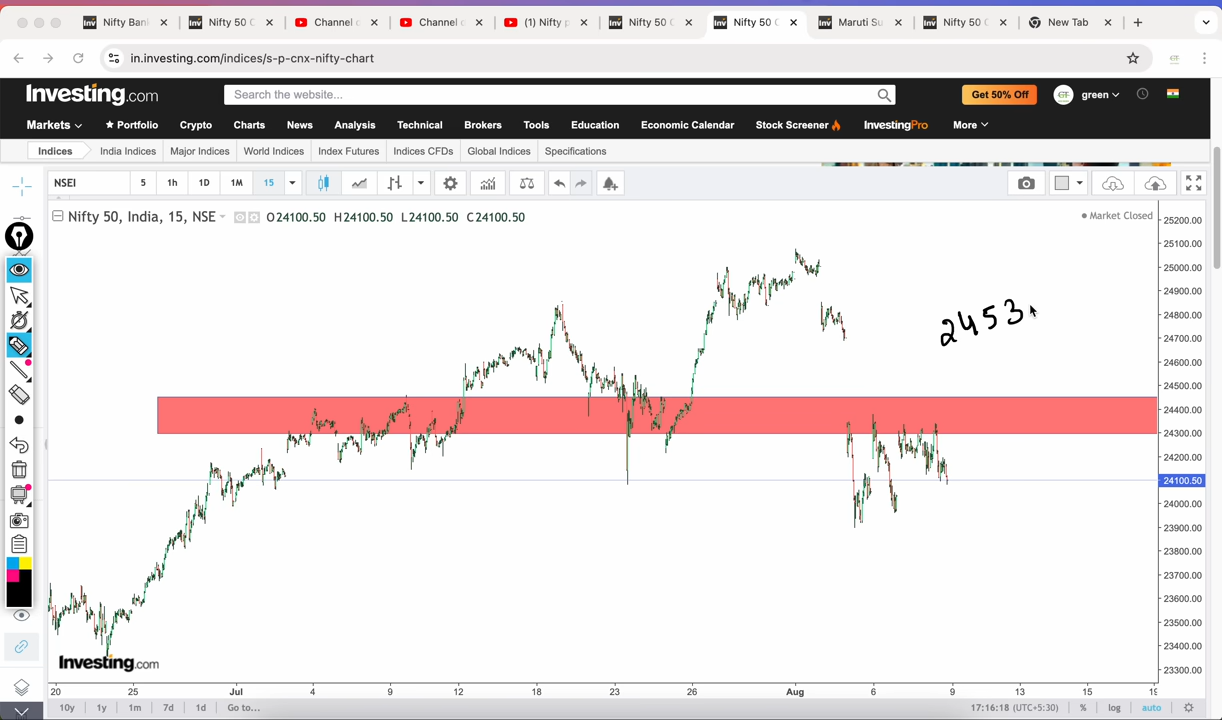 Nifty Bank
Nifty 50 C
Channel c
Channel c
(1) Nifty p
Nifty 50 C
Nifty 50 C
Maruti Su
Nifty 50 C
New Tab
in.investing.com/indices/s-p-cnx-nifty-chart
Investing.com
Search the website...
Get 50% Off
green
Markets
Portfolio
Crypto
Charts
News
Analysis
Technical
Brokers
Tools
Education
Economic Calendar
Stock Screener
InvestingPro
More
Indices
India Indices
Major Indices
World Indices
Index Futures
Indices CFDs
Global Indices
Specifications
NSEI
5
1h
1D
1M
15
Nifty 50, India, 15, NSE
O24100.50 H24100.50 L24100.50 C24100.50
Market Closed
2453
25200.00
25100.00
25000.00
24900.00
24800.00
24700.00
24600.00
24500.00
24400.00
24300.00
24200.00
24100.50
24000.00
23900.00
23800.00
23700.00
23600.00
23500.00
23400.00
23300.00
Investing.com
20 25 Jul 4 9 12 18 23 26 Aug 6 9 13 15
10y 1y 1m 7d 1d Go to...
17:16:18 (UTC+5:30) % log auto